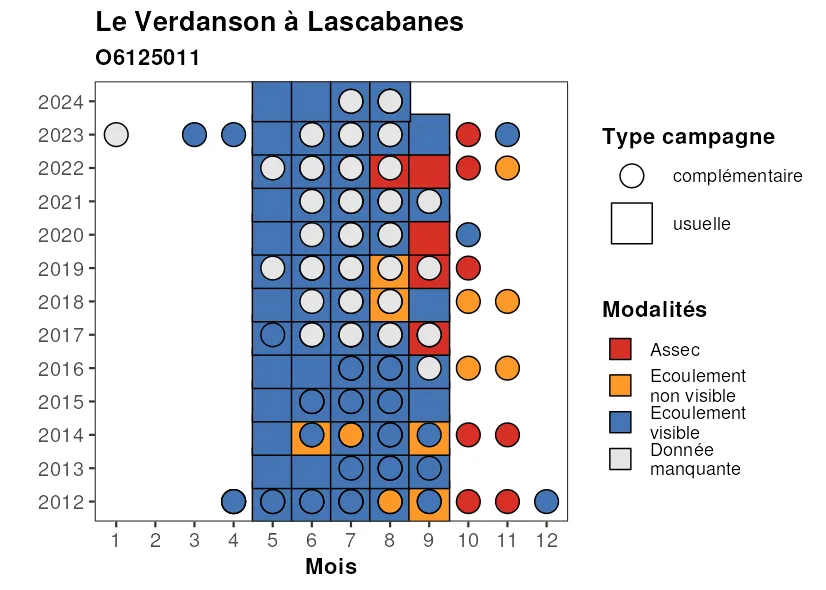 Le Verdanson à Lascabanes
O6125011
2024
2023
2022
2021
2020
2019
2018
2017
2016
2015
2014
2013
2012
1 2 3 4 5 6 7 8 9 10 11 12
Mois
Type campagne
complémentaire
usuelle
Modalités
Assec
Ecoulement
non visible
Ecoulement
visible
Donnée
manquante